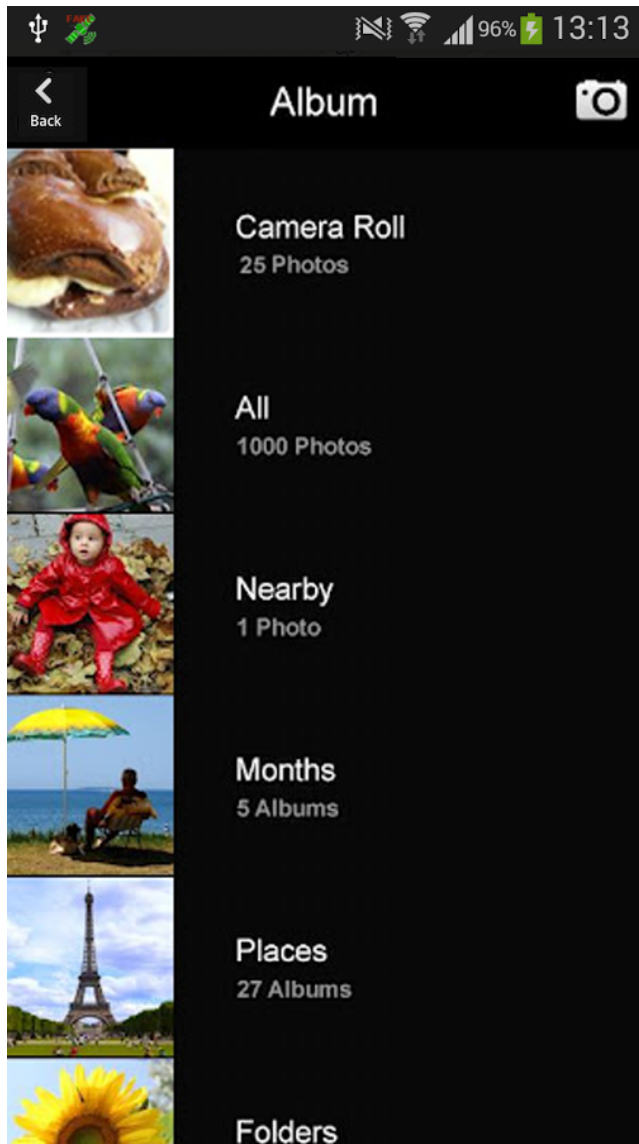 FAKE
96%
13:13
Back
Album
Camera Roll
25 Photos
All
1000 Photos
Nearby
1 Photo
Months
5 Albums
Places
27 Albums
Folders